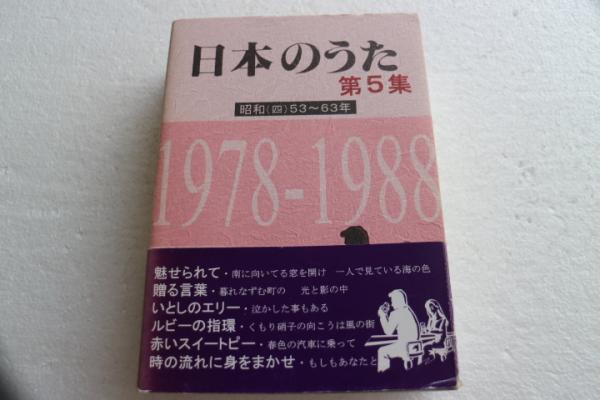 日本のうた
第5集
昭和(四)53～63年
1978-1988
魅せられて・南に向いてる窓を開け 一人で見ている海の色
贈る言葉・暮れなずむ町の 光と影の中
いとしのエリー・泣かした事もある
ルビーの指環・くもり硝子の向こうは風の街
赤いスイートピー・春色の汽車に乗って
時の流れに身をまかせ・もしもあなたと